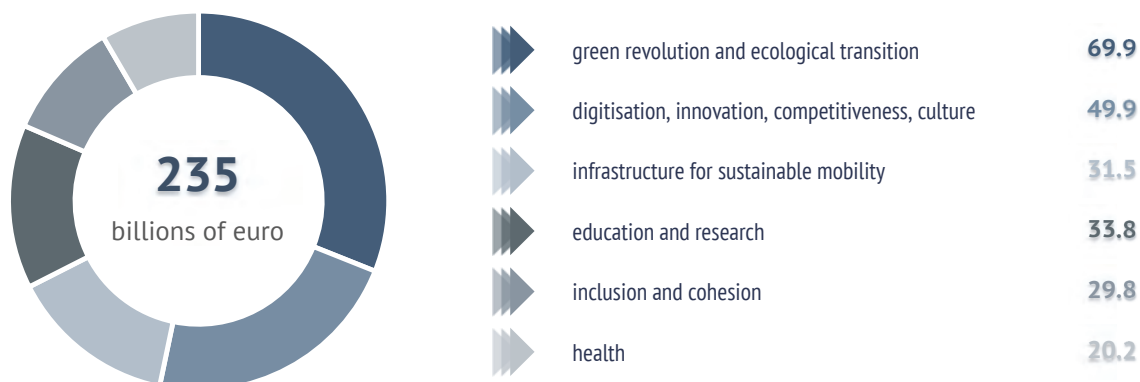 235
billions of euro
green revolution and ecological transition 69.9
digitisation, innovation, competitiveness, culture 49.9
infrastructure for sustainable mobility 31.5
education and research 33.8
inclusion and cohesion 29.8
health 20.2